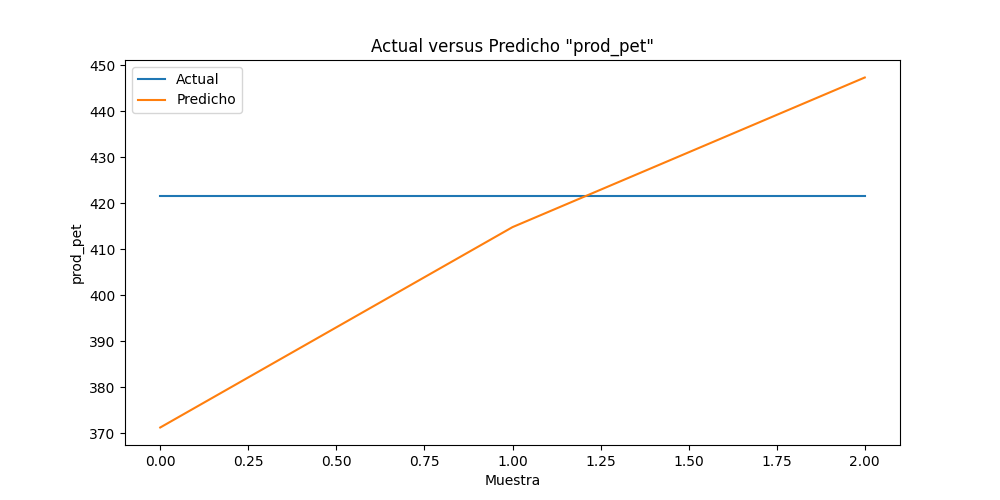 Actual versus Predicho "prod_pet"
Actual
Predicho
450
440
430
420
410
400
390
380
370
prod_pet
0.00 0.25 0.50 0.75 1.00 1.25 1.50 1.75 2.00
Muestra